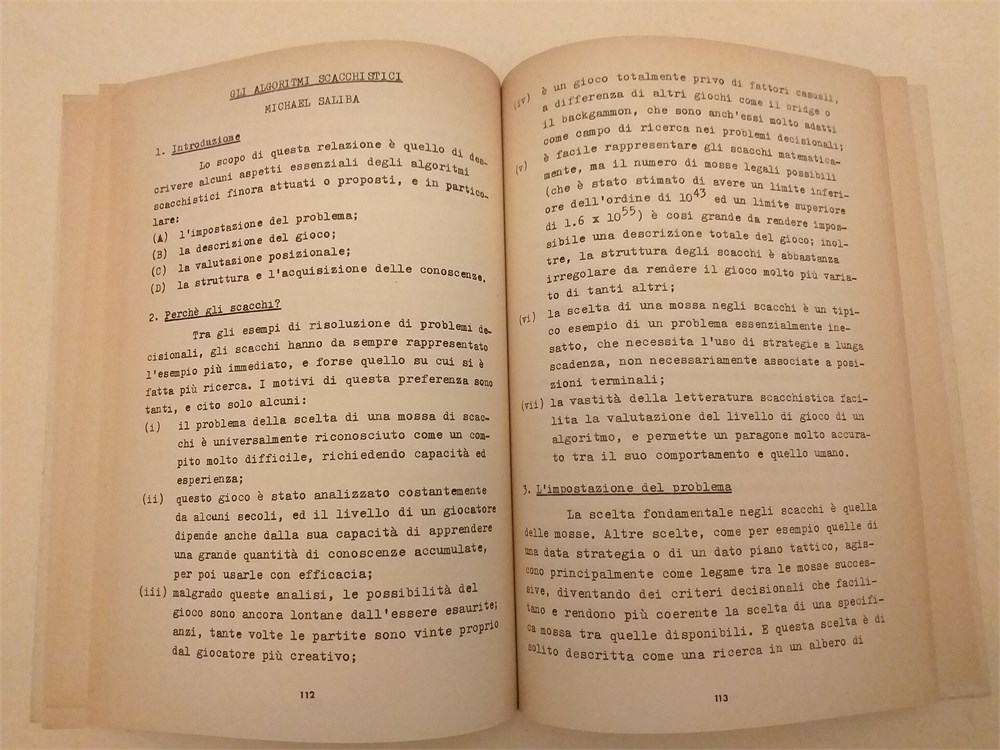 GLI ALGORITMI SCACCHISTICI
MICHAEL SALIBA
1. Introduzione
Lo scopo di questa relazione è quello di des-
crivere alcuni aspetti essenziali degli algoritmi
scacchistici finora attuati o proposti, e in partico-
lare:
(A) l'impostazione del problema;
(B) la descrizione del gioco;
(C) la valutazione posizionale;
(D) la struttura e l'acquisizione delle conoscenze.
2. Perchè gli scacchi?
Tra gli esempi di risoluzione di problemi de-
cisionali, gli scacchi hanno da sempre rappresentato
l'esempio più immediato, e forse quello su cui si è
fatta più ricerca. I motivi di questa preferenza sono
tanti, e cito solo alcuni:
(i) il problema della scelta di una mossa di scac-
chi è universalmente riconosciuto come un com-
pito molto difficile, richiedendo capacità ed
esperienza;
(ii) questo gioco è stato analizzato costantemente
da alcuni secoli, ed il livello di un giocatore
dipende anche dalla sua capacità di apprendere
una grande quantità di conoscenze accumulate,
per poi usarle con efficacia;
(iii) malgrado queste analisi, le possibilità del
gioco sono ancora lontane dall'essere esaurite;
anzi, tante volte le partite sono vinte proprio
dal giocatore più creativo;
112
(iv) è un gioco totalmente privo di fattori casuali,
a differenza di altri giochi come il bridge o
il backgammon, che sono anch'essi molto adatti
come campo di ricerca nei problemi decisionali;
(v) è facile rappresentare gli scacchi matematica-
mente, ma il numero di mosse legali possibili
(che è stato stimato di avere un limite inferi-
ore dell'ordine di 10^43 ed un limite superiore
di 1.6 x 10^55) è così grande da rendere impos-
sibile una descrizione totale del gioco; inol-
tre, la struttura degli scacchi è abbastanza
irregolare da rendere il gioco molto più varia-
to di tanti altri;
(vi) la scelta di una mossa negli scacchi è un tipi-
co esempio di un problema essenzialmente ine-
satto, che necessita l'uso di strategie a lunga
scadenza, non necessariamente associate a posi-
zioni terminali;
(vii) la vastità della letteratura scacchistica faci-
lita la valutazione del livello di gioco di un
algoritmo, e permette un paragone molto accura-
to tra il suo comportamento e quello umano.
3. L'impostazione del problema
La scelta fondamentale negli scacchi è quella
delle mosse. Altre scelte, come per esempio quelle di
una data strategia o di un dato piano tattico, agis-
cono principalmente come legame tra le mosse succes-
sive, diventando dei criteri decisionali che facili-
tano e rendono più coerente la scelta di una specifi-
ca mossa tra quelle disponibili. E questa scelta è di
solito descritta come una ricerca in un albero di
113